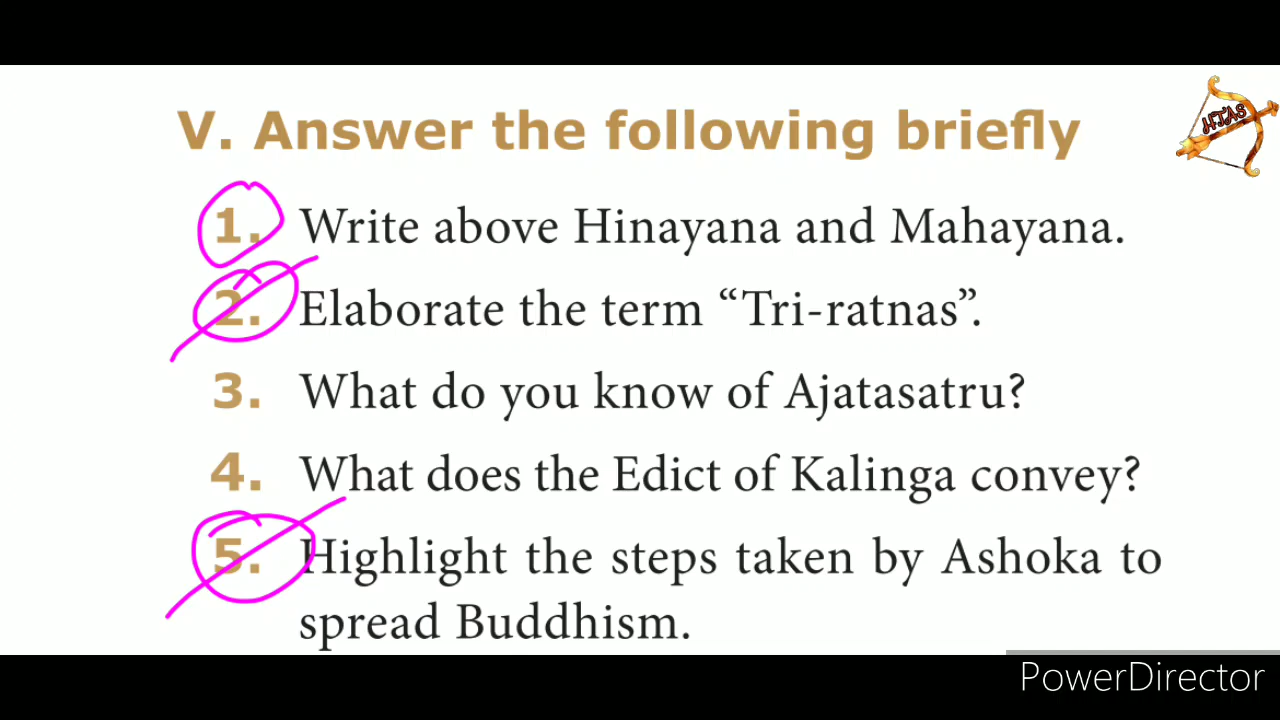 V. Answer the following briefly
HTAS
1. Write above Hinayana and Mahayana.
2. Elaborate the term “Tri-ratnas”.
3. What do you know of Ajatasatru?
4. What does the Edict of Kalinga convey?
5. Highlight the steps taken by Ashoka to
spread Buddhism.
PowerDirector